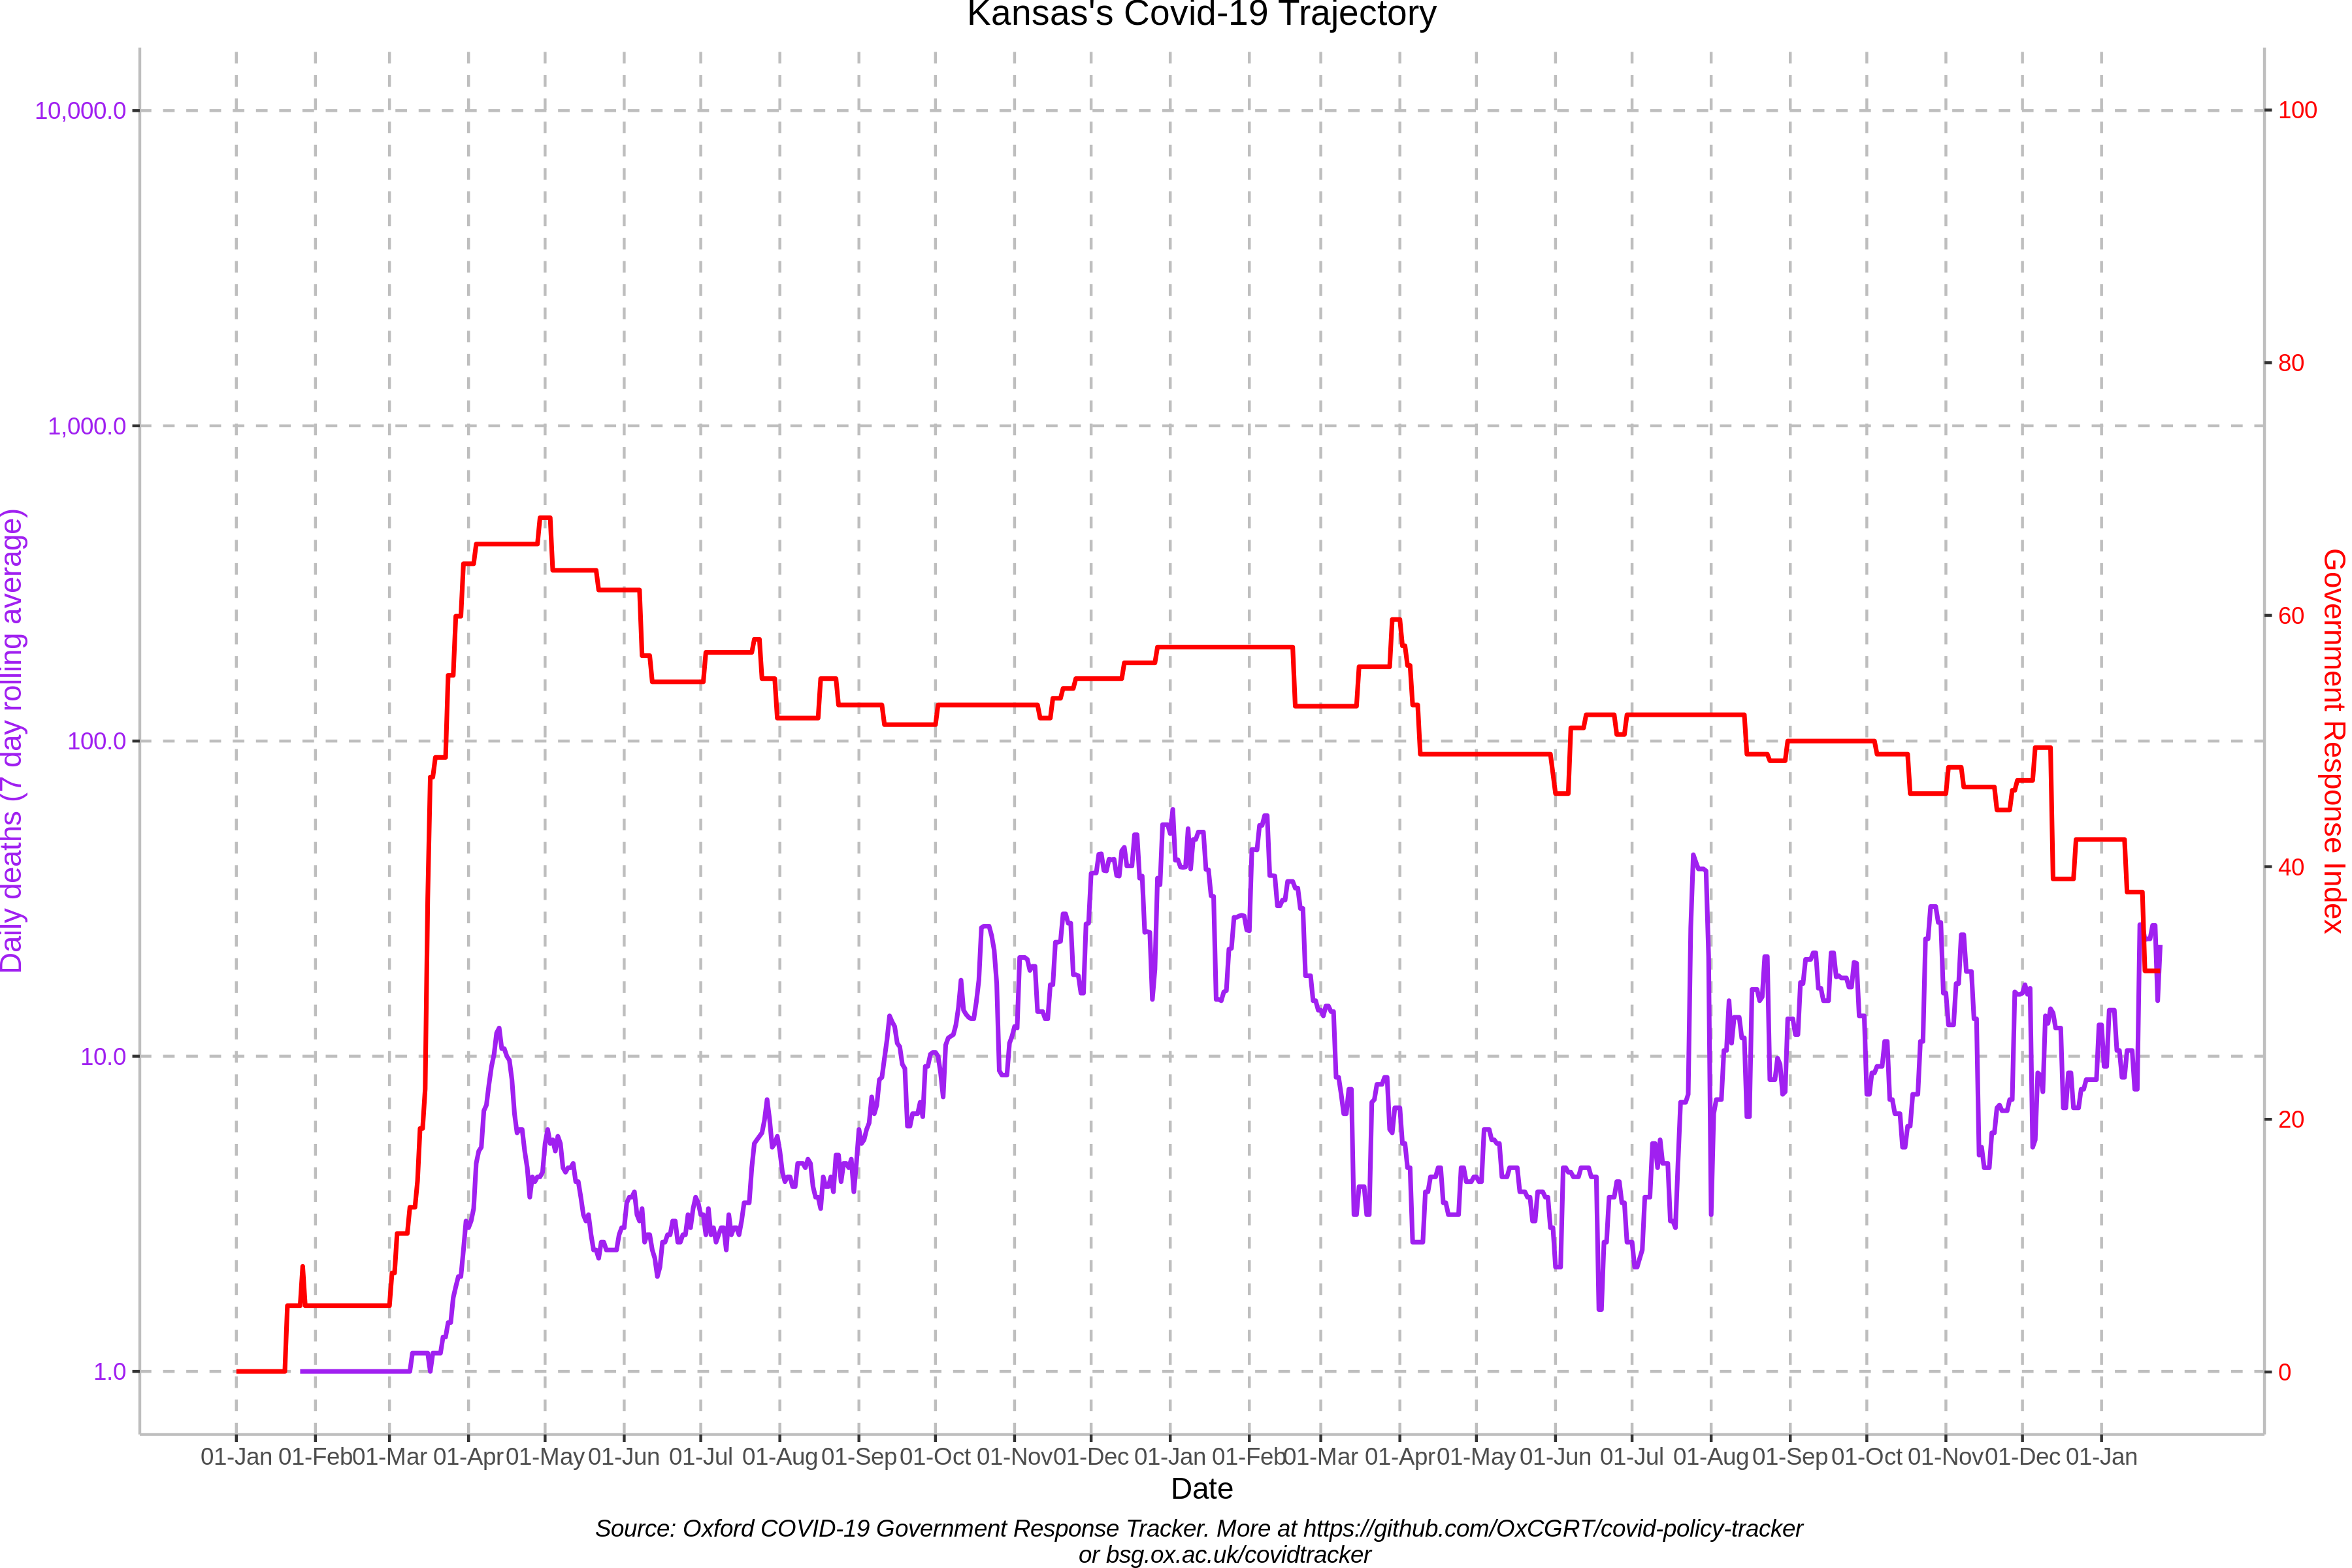 Kansas's Covid-19 Trajectory
10,000.0
1,000.0
100.0
10.0
1.0
Daily deaths (7 day rolling average)
100
80
60
40
20
0
Government Response Index
01-Jan 01-Feb 01-Mar 01-Apr 01-May 01-Jun 01-Jul 01-Aug 01-Sep 01-Oct 01-Nov 01-Dec 01-Jan 01-Feb 01-Mar 01-Apr 01-May 01-Jun 01-Jul 01-Aug 01-Sep 01-Oct 01-Nov 01-Dec 01-Jan
Date
Source: Oxford COVID-19 Government Response Tracker. More at https://github.com/OxCGRT/covid-policy-tracker
or bsg.ox.ac.uk/covidtracker